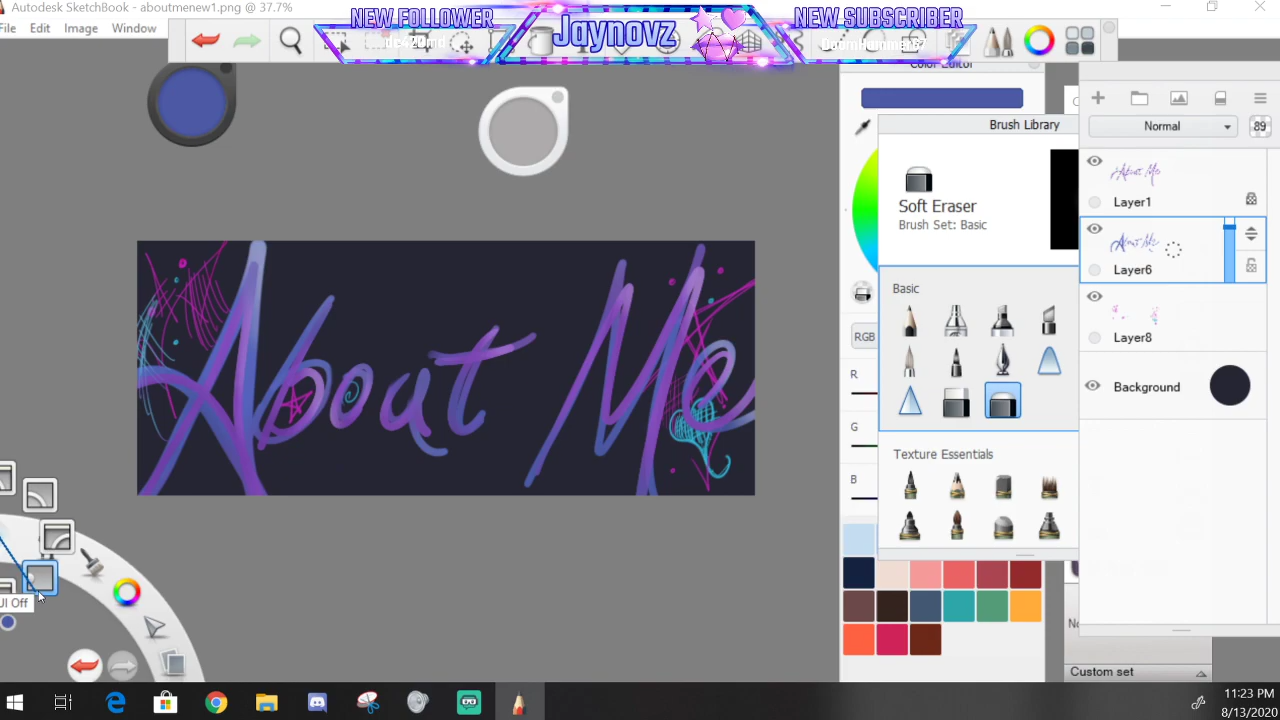 Autodesk SketchBook - aboutmenew1.png @ 37.7%
File Edit Image Window
NEW FOLLOWER
Jaynovz
NEW SUBSCRIBER
Color Editor
Brush Library
Normal
89
Soft Eraser
Brush Set: Basic
Layer1
Layer6
Basic
Layer8
RGB
R
G
B
Background
About Me
Texture Essentials
UI Off
Custom set
11:23 PM
8/13/2020